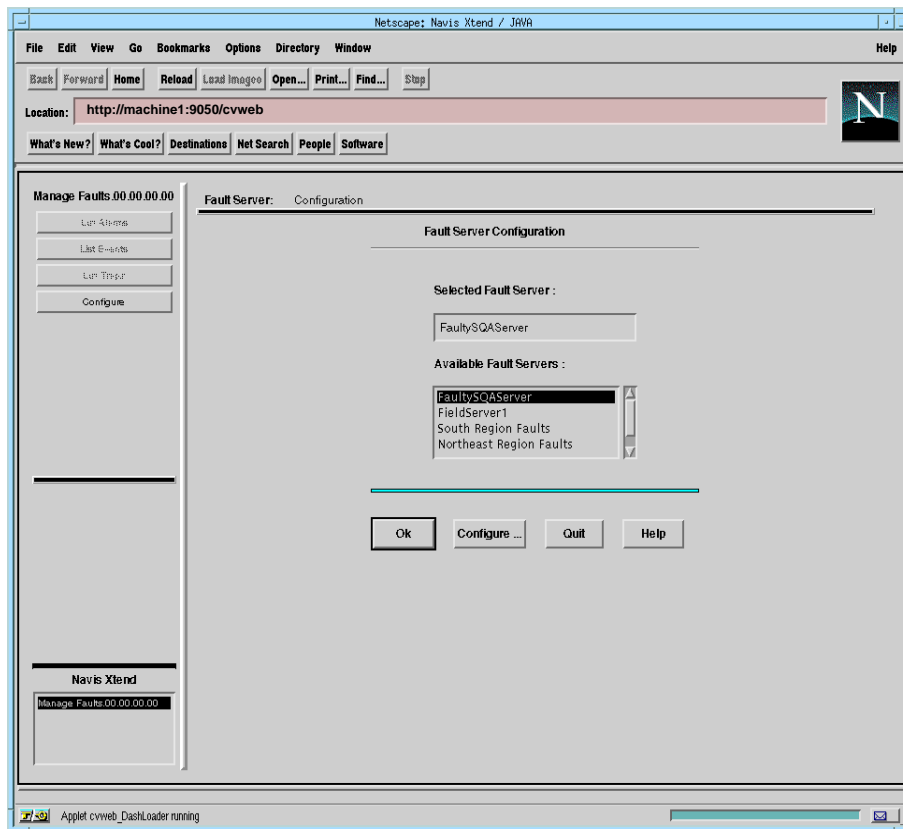 Netscape: Navis Xtend / JAVA
File Edit View Go Bookmarks Options Directory Window Help
Back Forward Home Reload Load Images Open... Print... Find... Stop
Location: http://machine1:9050/cvweb
N
What's New? What's Cool? Destinations Net Search People Software
Manage Faults.00.00.00.00
List Alarms
List Events
List Traps
Configure
Fault Server: Configuration
Fault Server Configuration
Selected Fault Server :
FaultySQAServer
Available Fault Servers :
FaultySQAServer
FieldServer1
South Region Faults
Northeast Region Faults
Ok Configure ... Quit Help
Navis Xtend
Manage Faults.00.00.00.00
Applet cvweb_DashLoader running